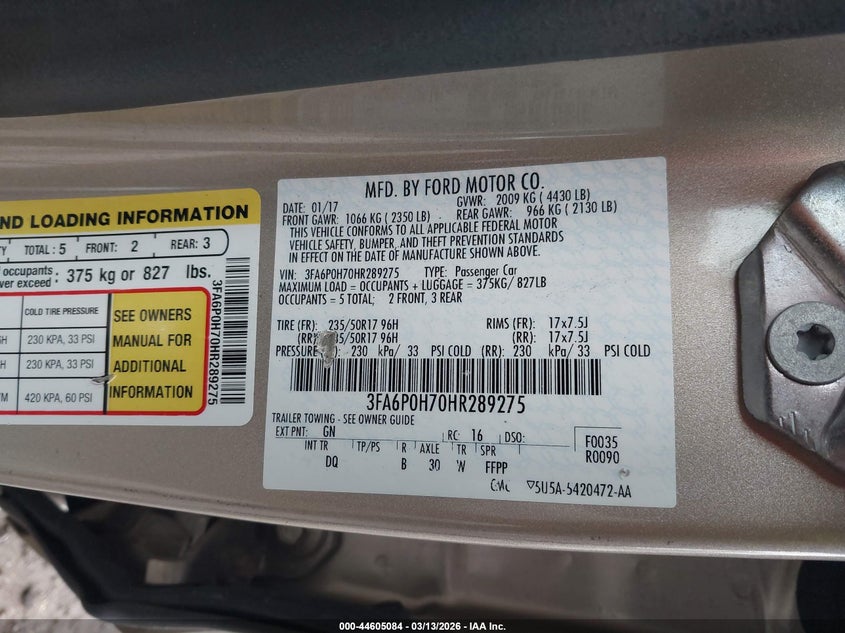 ND LOADING INFORMATION
TOTAL : 5 FRONT: 2 REAR: 3
occupants
ver exceed : 375 kg or 827 lbs.
COLD TIRE PRESSURE
230 KPA, 33 PSI
230 KPA, 33 PSI
420 KPA, 60 PSI
SEE OWNERS
MANUAL FOR
ADDITIONAL
INFORMATION
3FA6P0H70HR289275
MFD. BY FORD MOTOR CO.
DATE: 01/17 GVWR: 2009 KG ( 4430 LB)
FRONT GAWR: 1066 KG ( 2350 LB) REAR GAWR: 966 KG ( 2130 LB)
THIS VEHICLE CONFORMS TO ALL APPLICABLE FEDERAL MOTOR
VEHICLE SAFETY, BUMPER, AND THEFT PREVENTION STANDARDS
IN EFFECT ON THE DATE OF MANUFACTURE SHOWN ABOVE.
VIN: 3FA6P0H70HR289275 TYPE: Passenger Car
MAXIMUM LOAD = OCCUPANTS + LUGGAGE = 375KG/ 827LB
OCCUPANTS = 5 TOTAL; 2 FRONT, 3 REAR
TIRE (FR): 235/50R17 96H RIMS (FR): 17x7.5J
(RR) 5/50R17 96H (RR): 17x7.5J
PRESSURE ): 230 kPa/ 33 PSI COLD (RR): 230 kPa/ 33 PSI COLD
3FA6P0H70HR289275
TRAILER TOWING - SEE OWNER GUIDE
EXT PNT: GN RC: 16 DSO: F0035
INT TR TP/PS R AXLE TR SPR R0090
DQ B 30 W FFPP
5U5A-5420472-AA
000-44605084 - 03/13/2026 - IAA Inc.